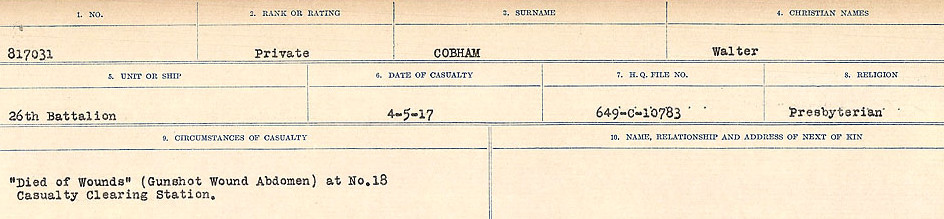 1. NO. 2. RANK OR RATING 3. SURNAME 4. CHRISTIAN NAMES
817031 Private COBHAM Walter
5. UNIT OR SHIP 6. DATE OF CASUALTY 7. H.Q. FILE NO. 8. RELIGION
26th Battalion 4-5-17 649-C-10783 Presbyterian
9. CIRCUMSTANCES OF CASUALTY 10. NAME, RELATIONSHIP AND ADDRESS OF NEXT OF KIN
"Died of Wounds" (Gunshot Wound Abdomen) at No.18
Casualty Clearing Station.